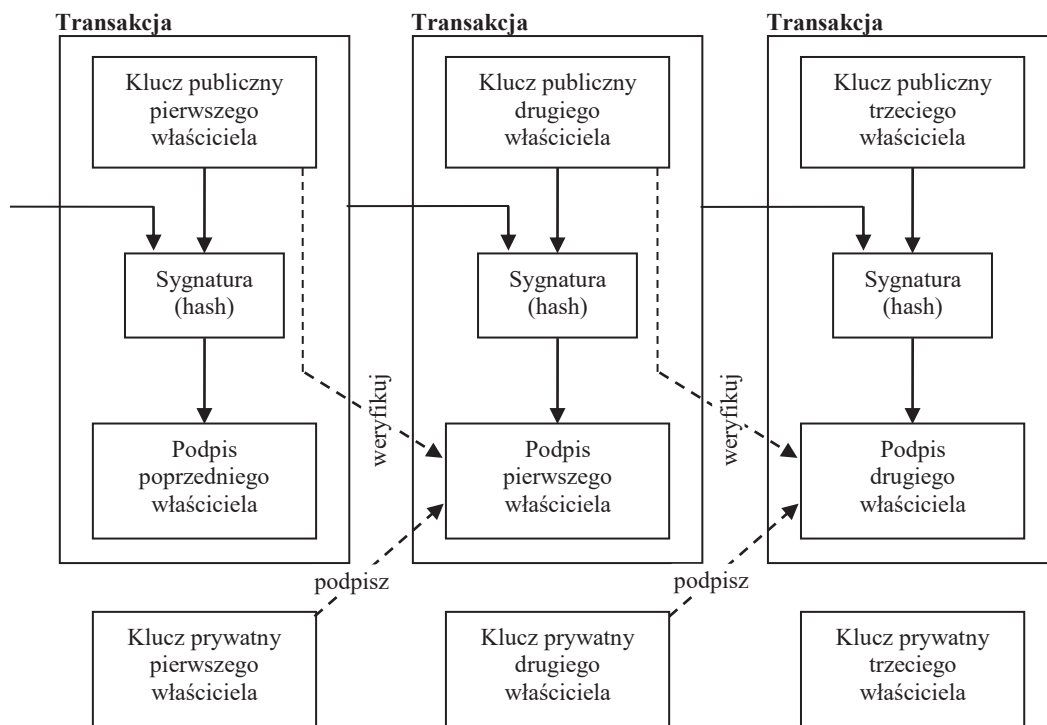 Transakcja
Klucz publiczny
pierwszego
właściciela
Sygnatura
(hash)
Podpis
poprzedniego
właściciela
Klucz prywatny
pierwszego
właściciela
weryfikuj
podpisz
Transakcja
Klucz publiczny
drugiego
właściciela
Sygnatura
(hash)
Podpis
pierwszego
właściciela
Klucz prywatny
drugiego
właściciela
weryfikuj
podpisz
Transakcja
Klucz publiczny
trzeciego
właściciela
Sygnatura
(hash)
Podpis
drugiego
właściciela
Klucz prywatny
trzeciego
właściciela